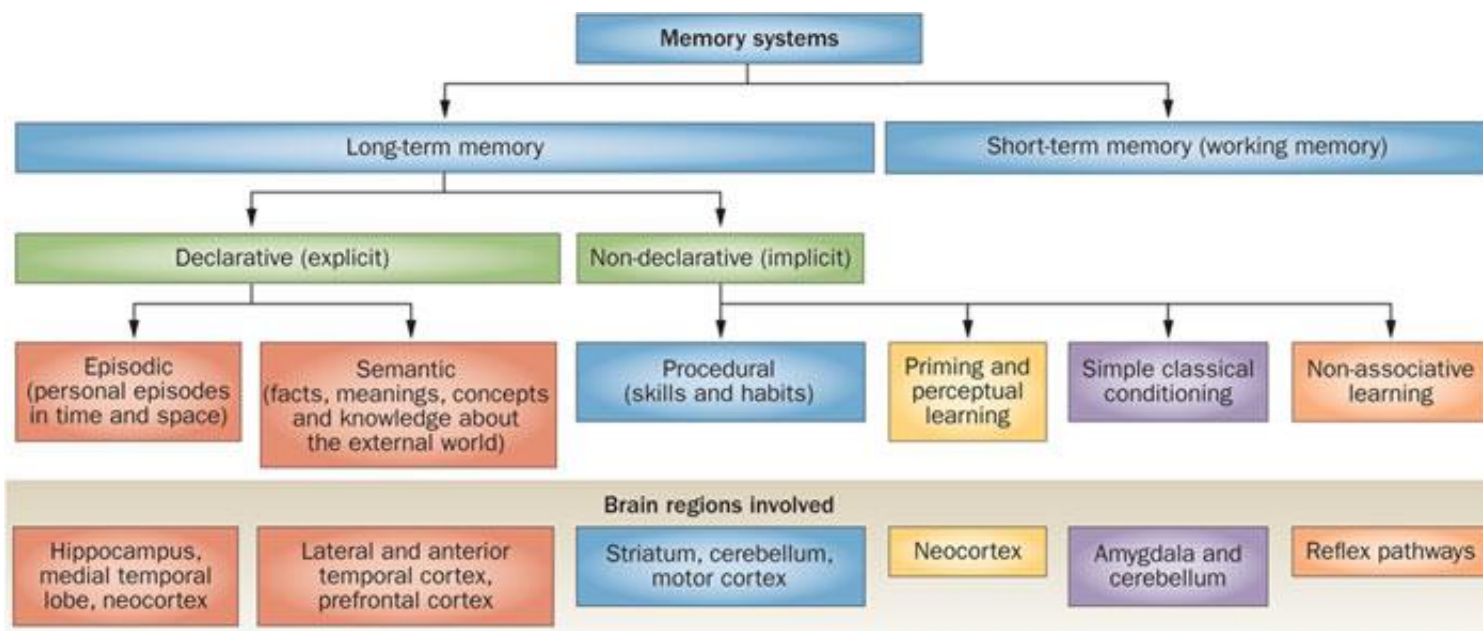 Memory systems
Long-term memory
Short-term memory (working memory)
Declarative (explicit)
Non-declarative (implicit)
Episodic
(personal episodes
in time and space)
Semantic
(facts, meanings, concepts
and knowledge about
the external world)
Procedural
(skills and habits)
Priming and
perceptual
learning
Simple classical
conditioning
Non-associative
learning
Brain regions involved
Hippocampus,
medial temporal
lobe, neocortex
Lateral and anterior
temporal cortex,
prefrontal cortex
Striatum, cerebellum,
motor cortex
Neocortex
Amygdala and
cerebellum
Reflex pathways